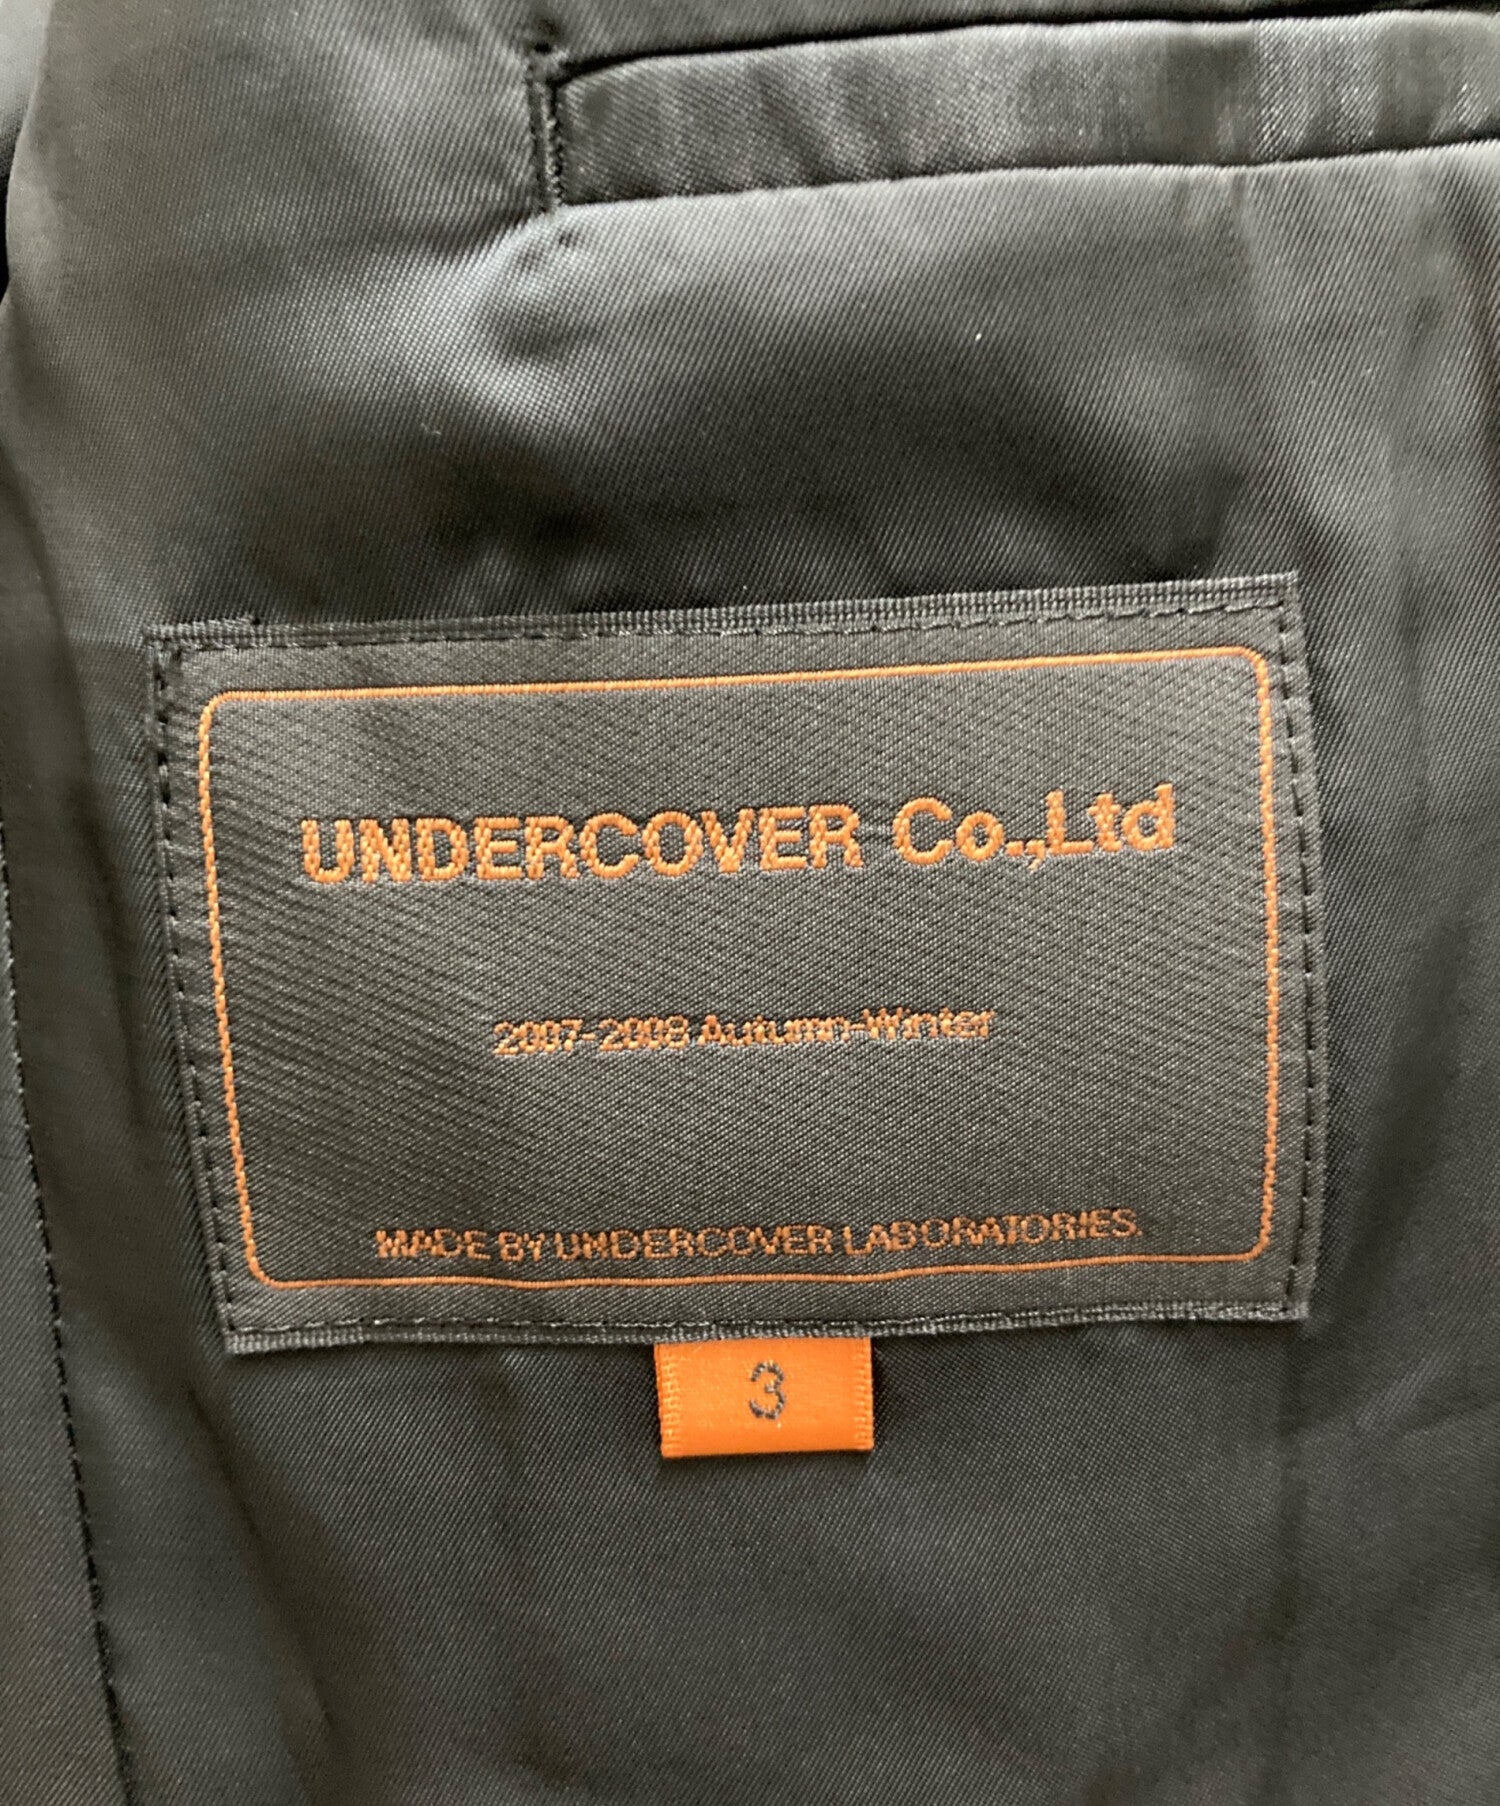 UNDERCOVER Co.,Ltd
2007-2008 Autumn-Winter
MADE BY UNDERCOVER LABORATORIES.
3